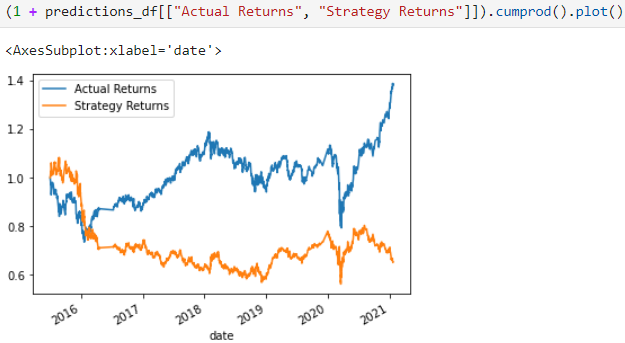 (1 + predictions_df[["Actual Returns", "Strategy Returns"]]).cumprod().plot()
<AxesSubplot:xlabel='date'>
Actual Returns
Strategy Returns
1.4
1.2
1.0
0.8
0.6
2016
2017
2018
2019
2020
2021
date